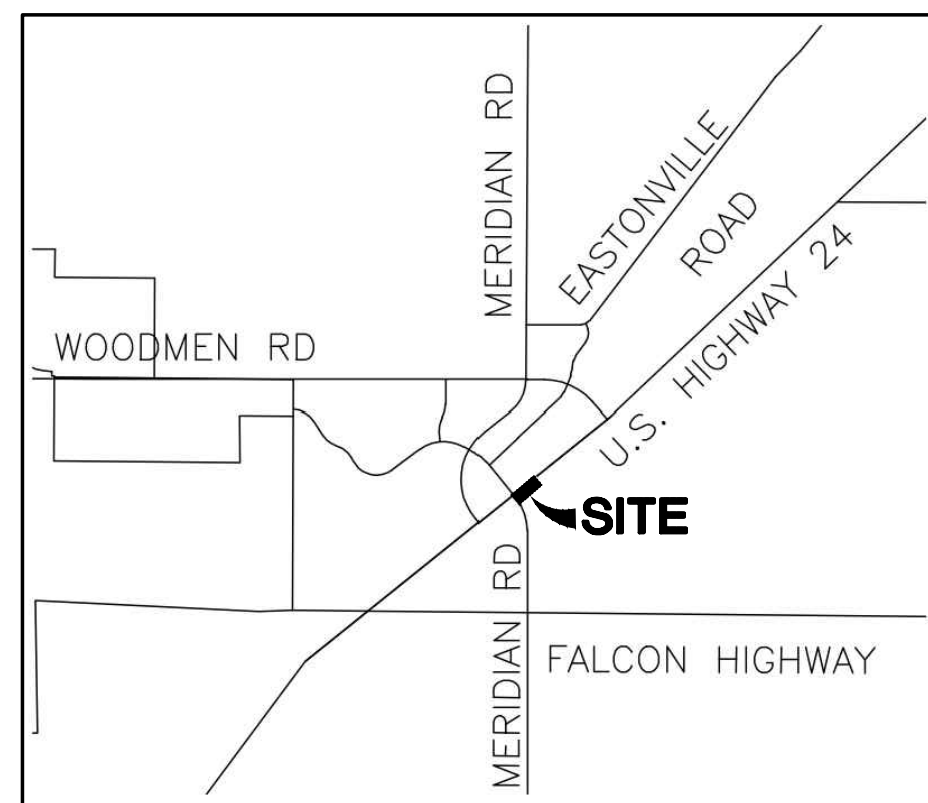 MERIDIAN RD
EASTONVILLE
ROAD
WOODMEN RD
U.S. HIGHWAY 24
SITE
MERIDIAN RD
FALCON HIGHWAY